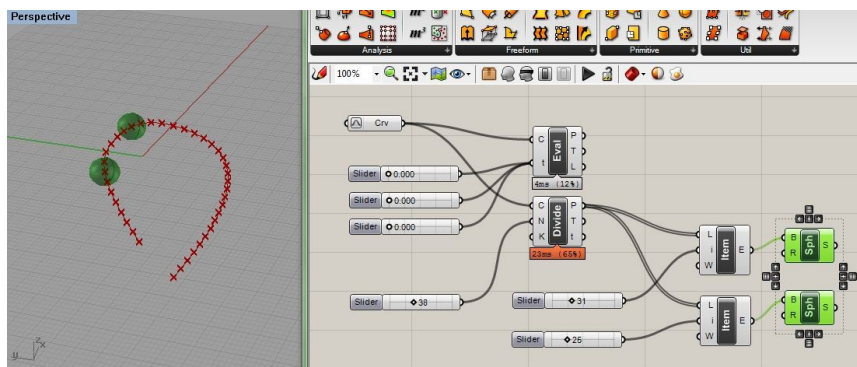 Perspective
Analysis
Freeform
Primitive
Util
100%
Crv
Slider 0.000
Slider 0.000
Slider 0.000
C t Eval P T L
4ms (12%)
C N K Divide P T t
23ms (65%)
Slider 38
Slider 31
Slider 25
L i W Item E
B R Sph S
L i W Item E
B R Sph S
z
x
y